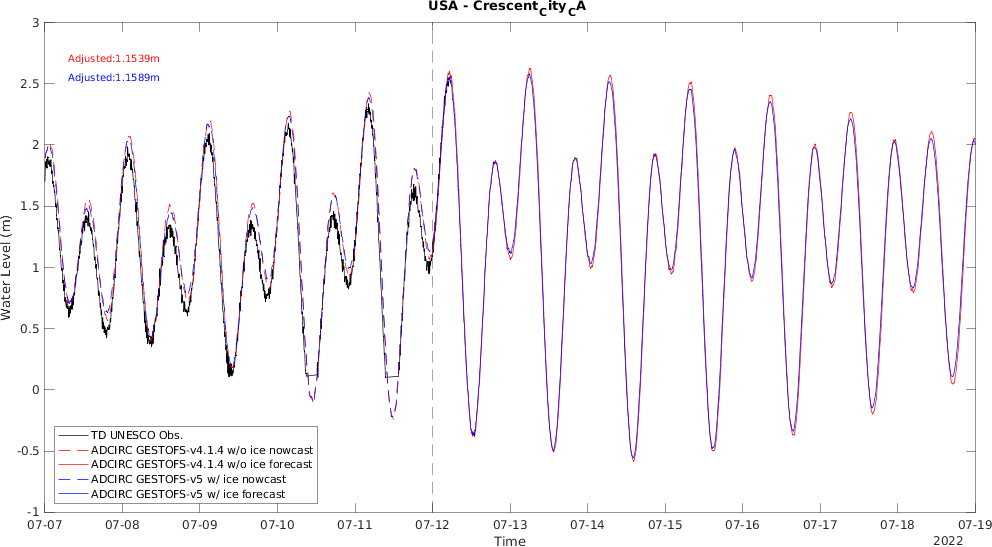 USA - Crescent_City_CA
3
2.5
2
1.5
1
0.5
0
-0.5
-1
Water Level (m)
Adjusted:1.1539m
Adjusted:1.1589m
TD UNESCO Obs.
ADCIRC GESTOFS-v4.1.4 w/o ice nowcast
ADCIRC GESTOFS-v4.1.4 w/o ice forecast
ADCIRC GESTOFS-v5 w/ ice nowcast
ADCIRC GESTOFS-v5 w/ ice forecast
07-07 07-08 07-09 07-10 07-11 07-12 07-13 07-14 07-15 07-16 07-17 07-18 07-19
Time
2022